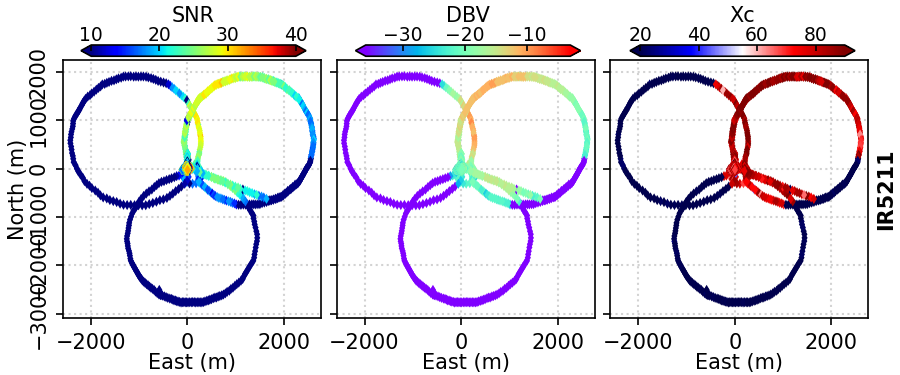 SNR
10 20 30 40
DBV
−30 −20 −10
Xc
20 40 60 80
North (m)
2000
1000
0
−1000
−2000
−3000
−2000 0 2000
East (m)
−2000 0 2000
East (m)
−2000 0 2000
East (m)
IR5211